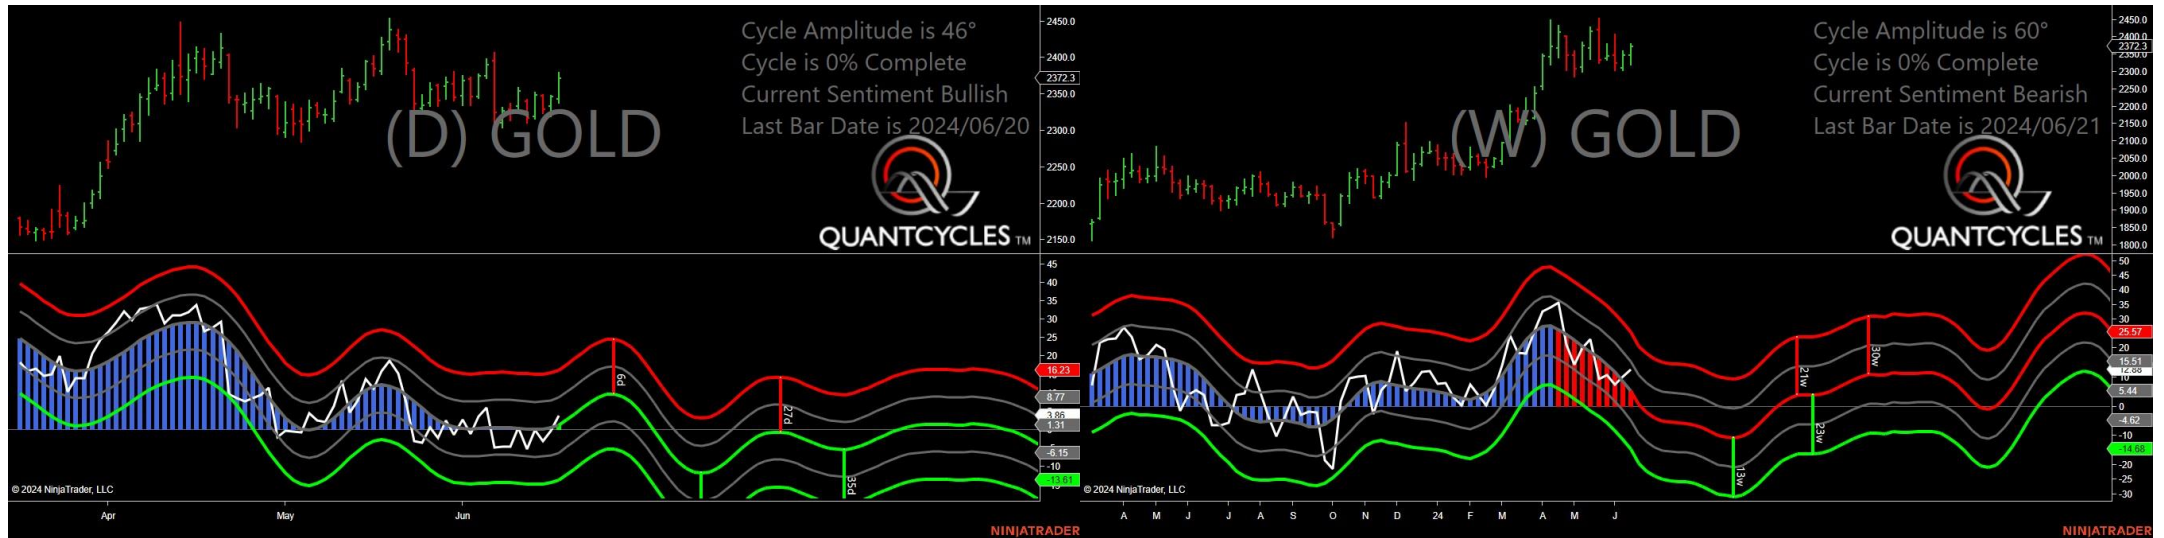 Cycle Amplitude is 46°
Cycle is 0% Complete
Current Sentiment Bullish
Last Bar Date is 2024/06/20
(D) GOLD
QUANTCYCLES TM
2450.0
2400.0
2372.3
2350.0
2300.0
2250.0
2200.0
2150.0
45
40
35
30
25
20
16.23
8.77
3.86
1.31
-6.15
-10
-13.61
6d
27d
35d
© 2024 NinjaTrader, LLC
Apr
May
Jun
NINJATRADER
Cycle Amplitude is 60°
Cycle is 0% Complete
Current Sentiment Bearish
Last Bar Date is 2024/06/21
(W) GOLD
QUANTCYCLES TM
2450.0
2400.0
2372.3
2350.0
2300.0
2250.0
2200.0
2150.0
2100.0
2050.0
2000.0
1950.0
1900.0
1850.0
1800.0
50
45
40
35
30
25.57
20
15.51
12.88
10
5.44
0
-4.62
-10
-14.68
-20
-25
-30
21w
30w
23w
13w
© 2024 NinjaTrader, LLC
A M J J A S O N D 24 F M A M J
NINJATRADER